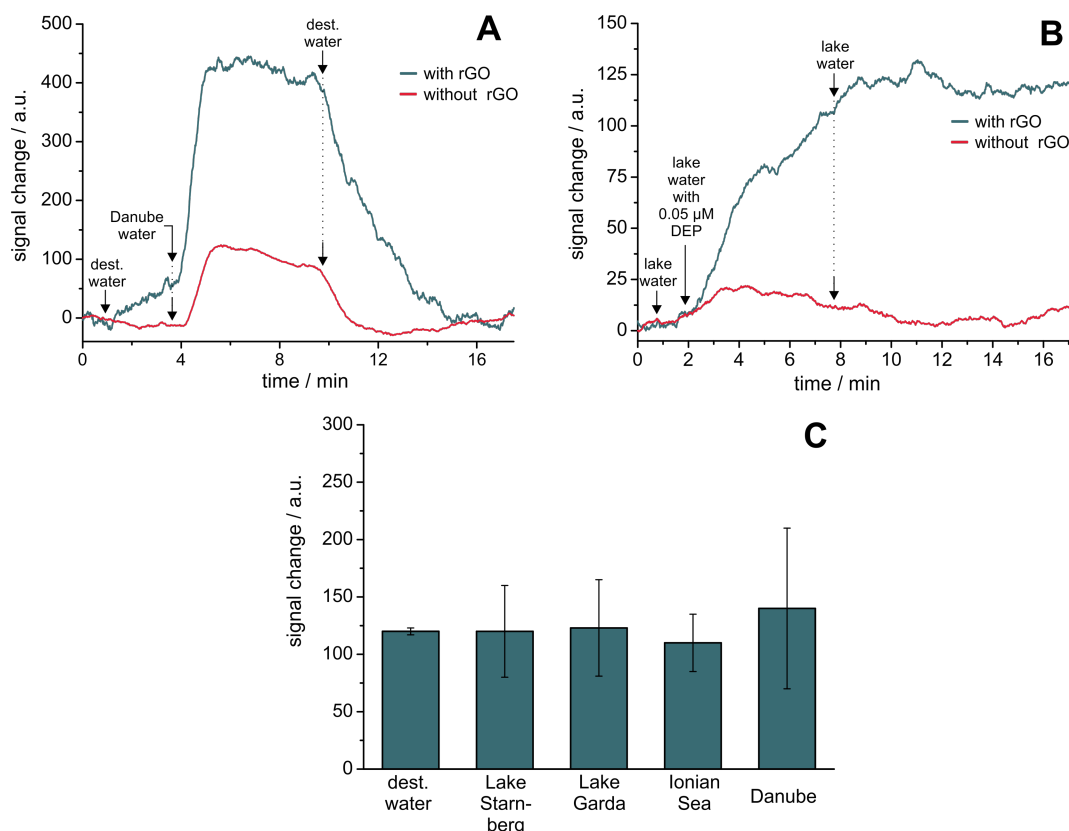 A
500
400
300
200
100
0
signal change / a.u.
0
4
8
12
16
time / min
dest.
water
Danube
water
dest.
water
with rGO
without rGO
B
150
125
100
75
50
25
0
signal change / a.u.
0
2
4
6
8
10
12
14
16
time / min
lake
water
lake
water
with
0.05 µM
DEP
lake
water
with rGO
without rGO
C
300
250
200
150
100
50
0
signal change / a.u.
dest.
water
Lake
Starn-
berg
Lake
Garda
Ionian
Sea
Danube